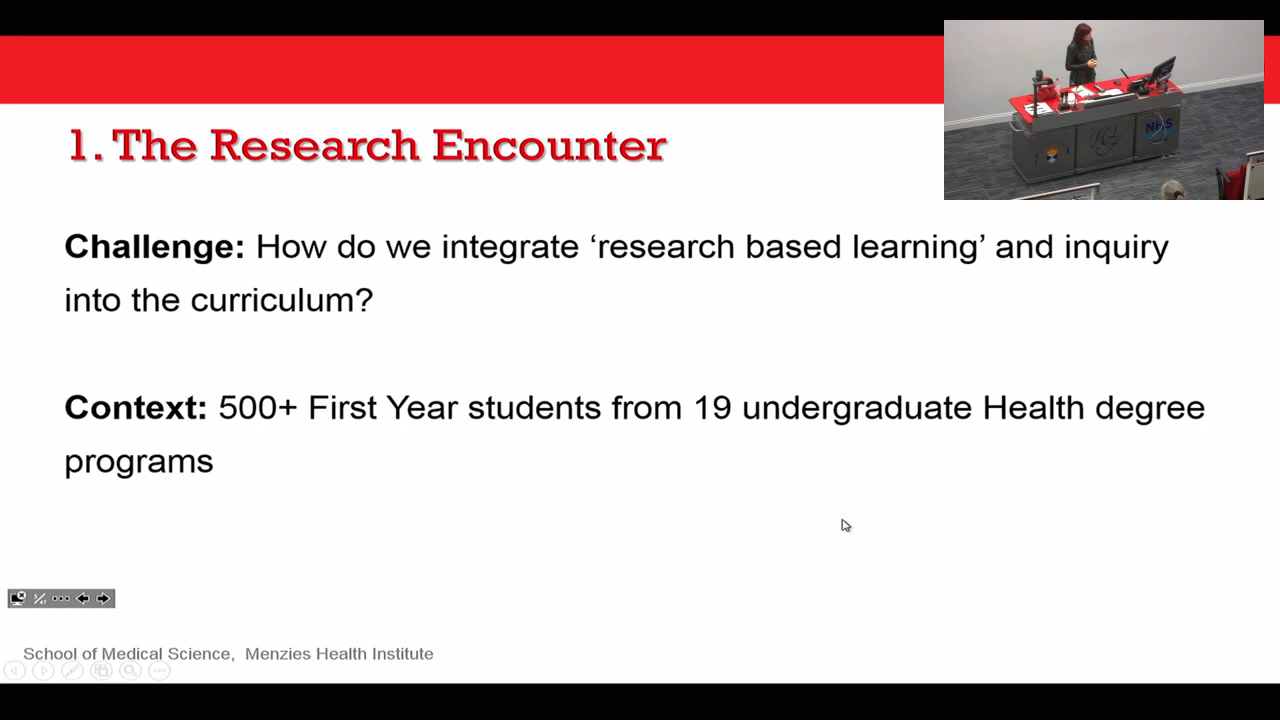 1. The Research Encounter
Challenge: How do we integrate ‘research based learning’ and inquiry
into the curriculum?
Context: 500+ First Year students from 19 undergraduate Health degree
programs
School of Medical Science, Menzies Health Institute
NHS